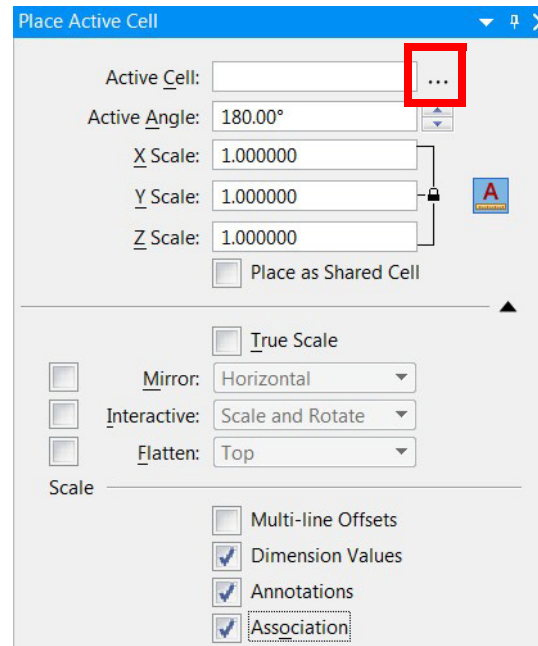 Place Active Cell
Active Cell: ...
Active Angle: 180.00°
X Scale: 1.000000
Y Scale: 1.000000
A
Z Scale: 1.000000
Place as Shared Cell
True Scale
Mirror: Horizontal
Interactive: Scale and Rotate
Flatten: Top
Scale
Multi-line Offsets
Dimension Values
Annotations
Association